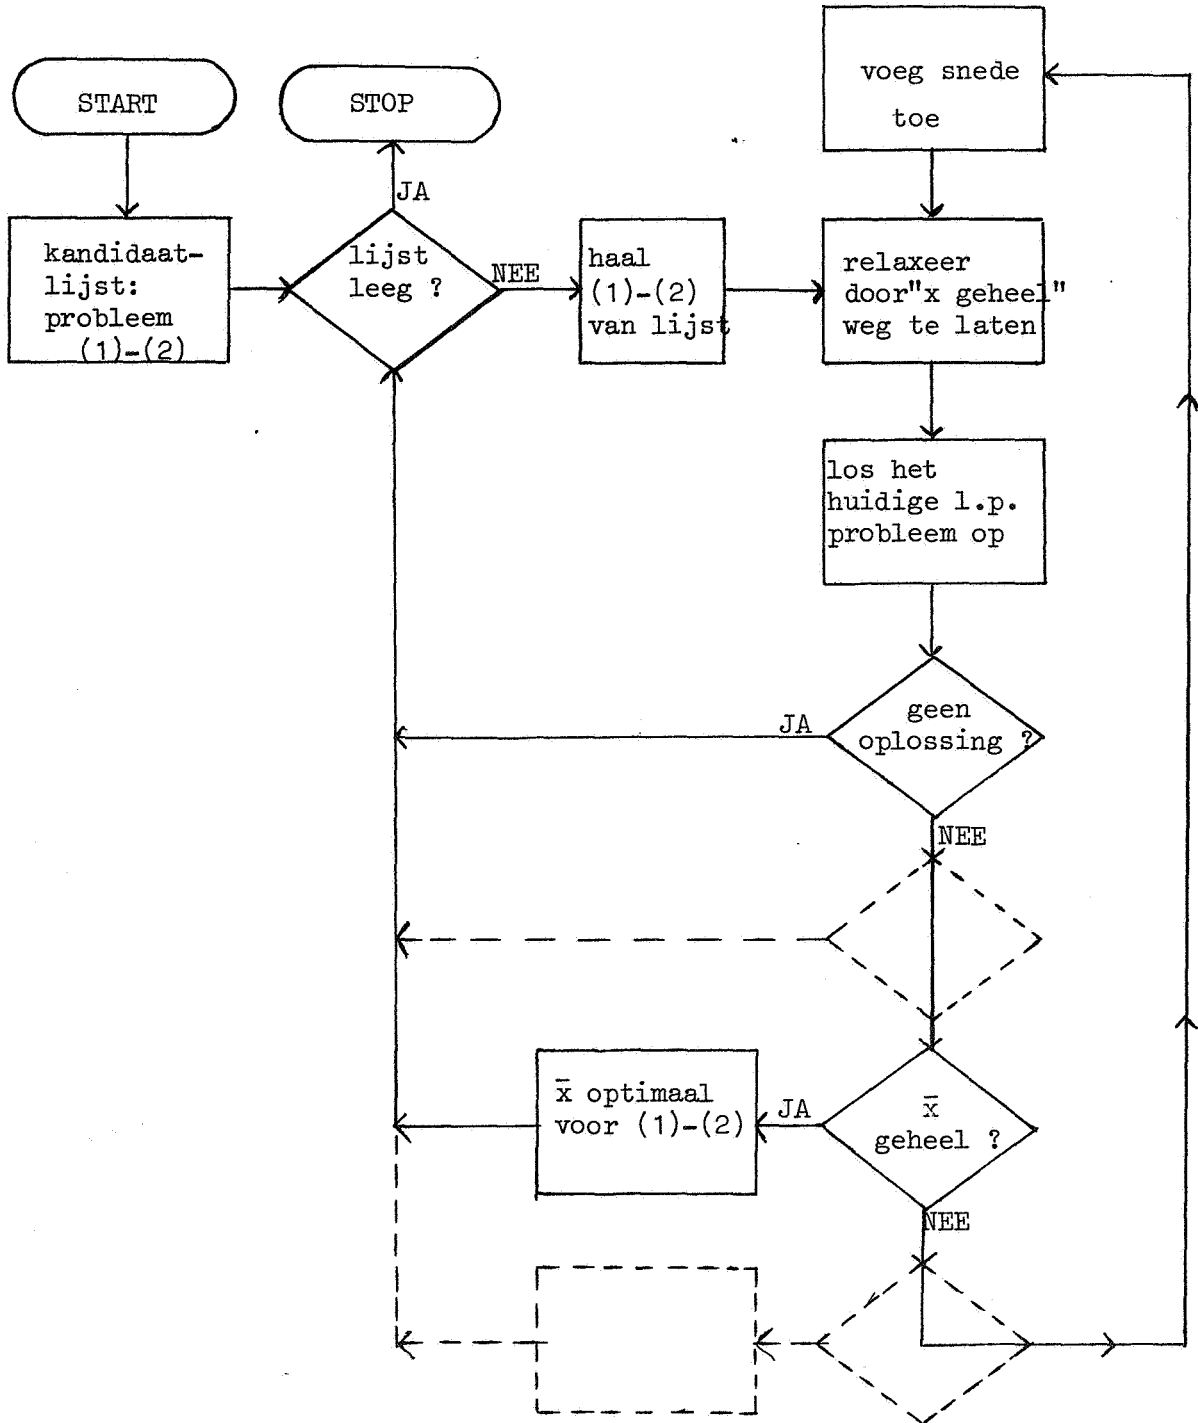 START
STOP
voeg snede
toe
JA
kandidaat-
lijst:
probleem
(1)-(2)
lijst
leeg ?
NEE
haal
(1)-(2)
van lijst
relaxeer
door"x geheel"
weg te laten
los het
huidige l.p.
probleem op
geen
oplossing ?
JA
NEE
x̄ optimaal
voor (1)-(2)
JA
x̄
geheel ?
NEE